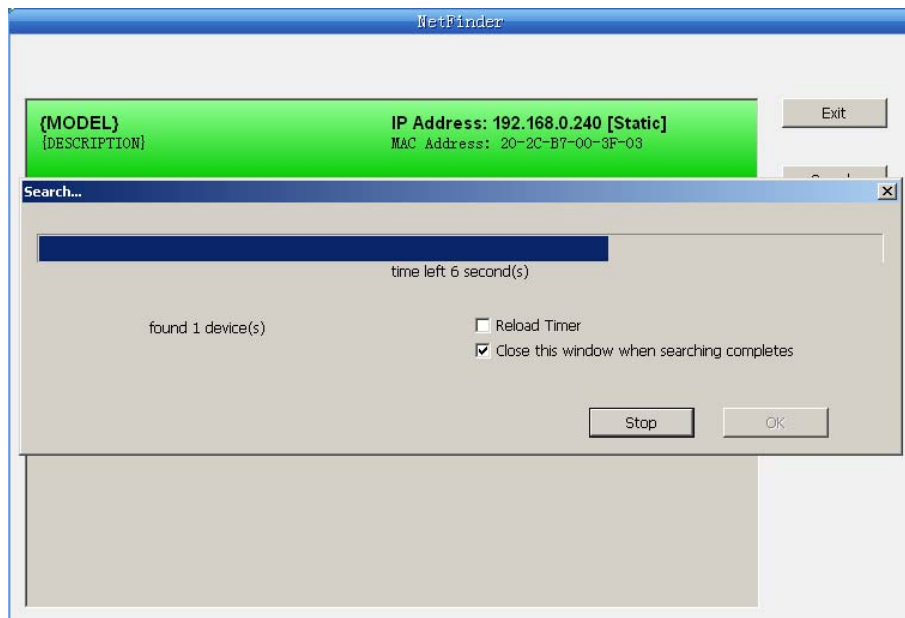 NetFinder
{MODEL}
IP Address: 192.168.0.240 [Static]
{DESCRIPTION}
MAC Address: 20-2C-B7-00-3F-03
Exit
Search...
time left 6 second(s)
found 1 device(s)
Reload Timer
Close this window when searching completes
Stop
OK